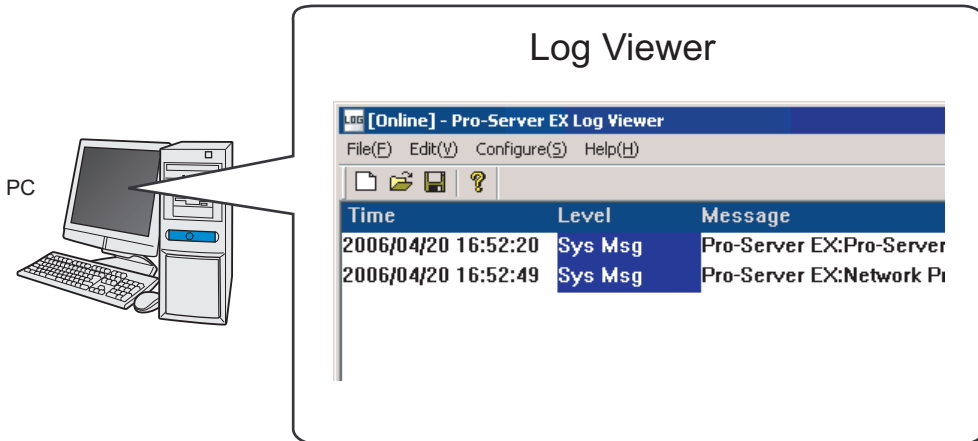 Log Viewer
PC
LOG [Online] - Pro-Server EX Log Viewer
File(F) Edit(V) Configure(S) Help(H)
Time Level Message
2006/04/20 16:52:20 Sys Msg Pro-Server EX:Pro-Server
2006/04/20 16:52:49 Sys Msg Pro-Server EX:Network